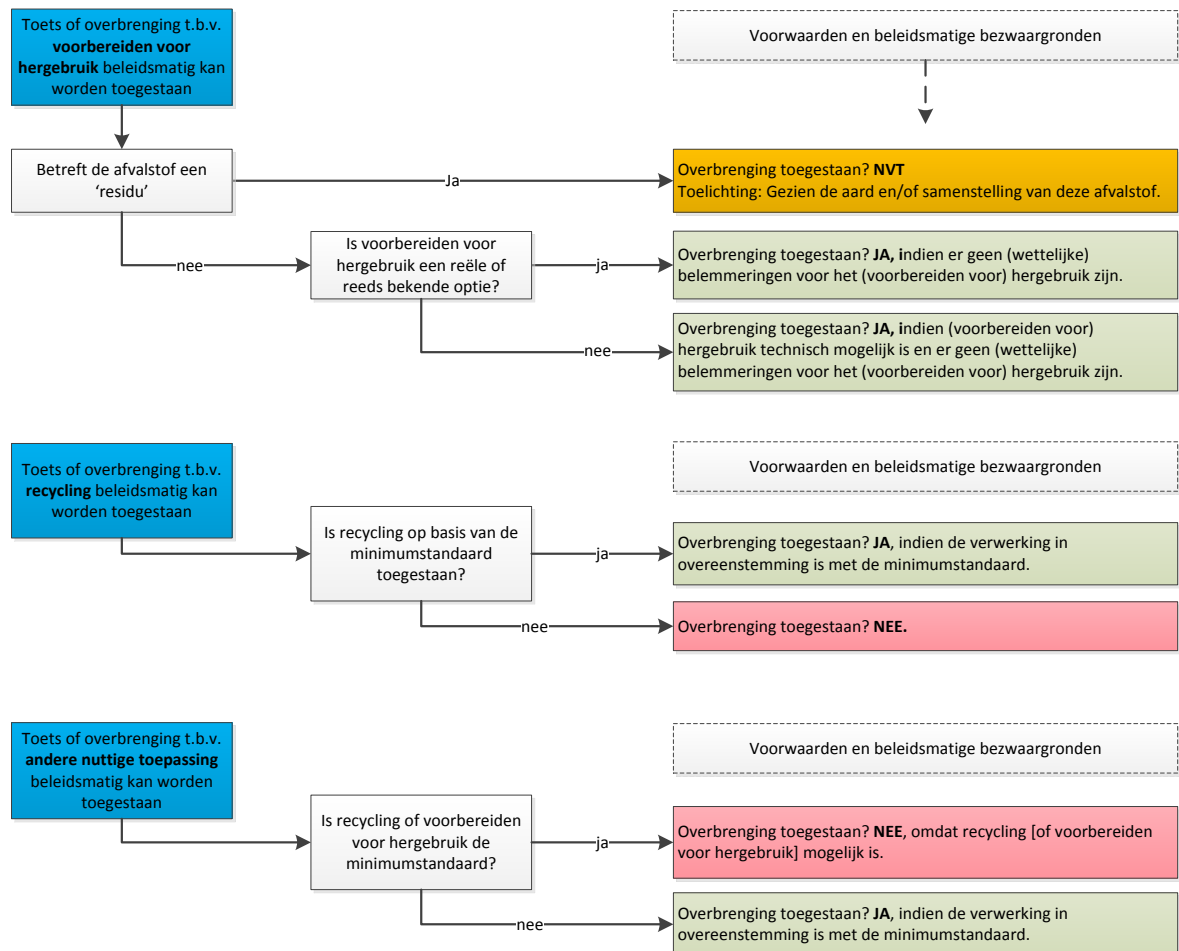 Toets of overbrenging t.b.v.
voorbereiden voor
hergebruik beleidsmatig kan
worden toegestaan
Voorwaarden en beleidsmatige bezwaargronden
Betreft de afvalstof een
‘residu’
Ja
Overbrenging toegestaan? NVT
Toelichting: Gezien de aard en/of samenstelling van deze afvalstof.
nee
Is voorbereiden voor
hergebruik een reële of
reeds bekende optie?
ja
Overbrenging toegestaan? JA, indien er geen (wettelijke)
belemmeringen voor het (voorbereiden voor) hergebruik zijn.
nee
Overbrenging toegestaan? JA, indien (voorbereiden voor)
hergebruik technisch mogelijk is en er geen (wettelijke)
belemmeringen voor het (voorbereiden voor) hergebruik zijn.
Toets of overbrenging t.b.v.
recycling beleidsmatig kan
worden toegestaan
Voorwaarden en beleidsmatige bezwaargronden
Is recycling op basis van de
minimumstandaard
toegestaan?
ja
Overbrenging toegestaan? JA, indien de verwerking in
overeenstemming is met de minimumstandaard.
nee
Overbrenging toegestaan? NEE.
Toets of overbrenging t.b.v.
andere nuttige toepassing
beleidsmatig kan worden
toegestaan
Voorwaarden en beleidsmatige bezwaargronden
Is recycling of voorbereiden
voor hergebruik de
minimumstandaard?
ja
Overbrenging toegestaan? NEE, omdat recycling [of voorbereiden
voor hergebruik] mogelijk is.
nee
Overbrenging toegestaan? JA, indien de verwerking in
overeenstemming is met de minimumstandaard.